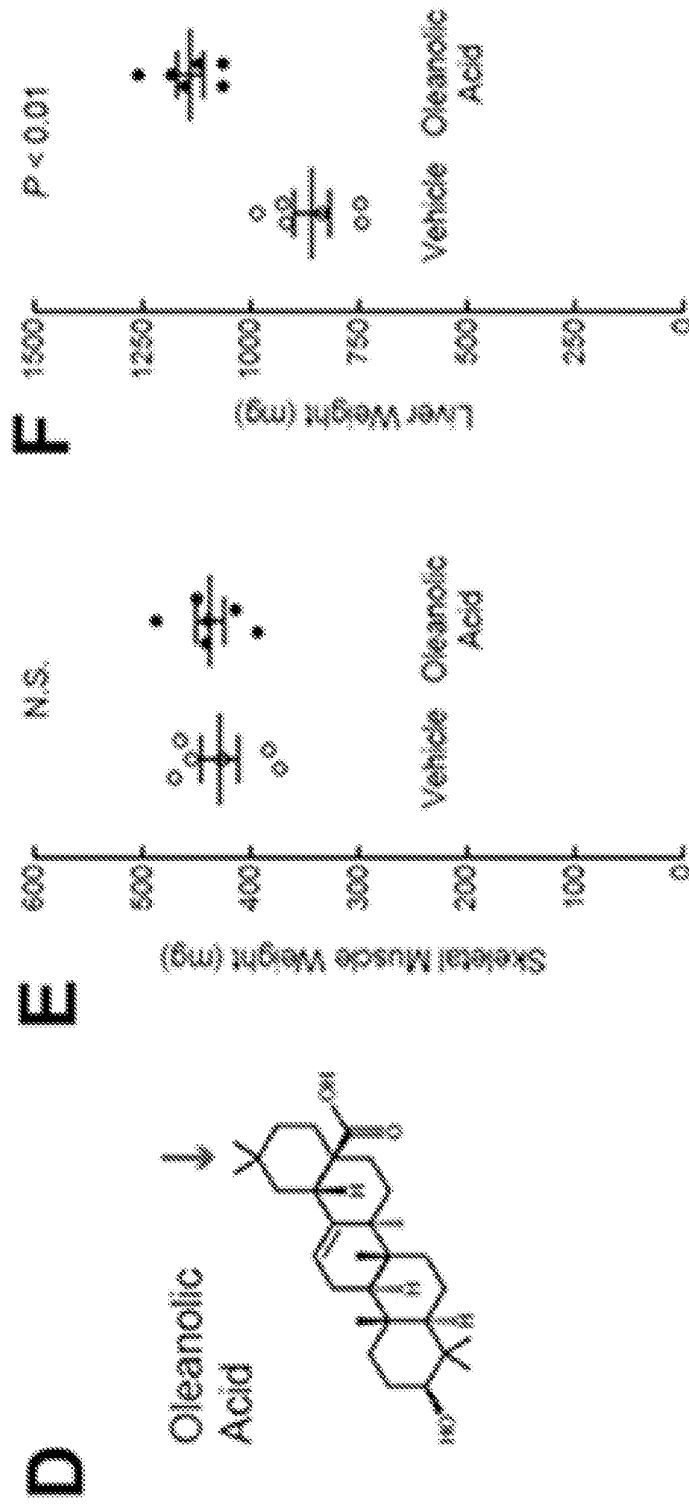 D
Oleanolic
Acid
OH
O
H
H
H
HO
E
N.S.
Skeletal Muscle Weight (mg)
600
500
400
300
200
100
0
Vehicle
Oleanolic
Acid
F
P < 0.01
Liver Weight (mg)
1500
1250
1000
750
500
250
0
Vehicle
Oleanolic
Acid